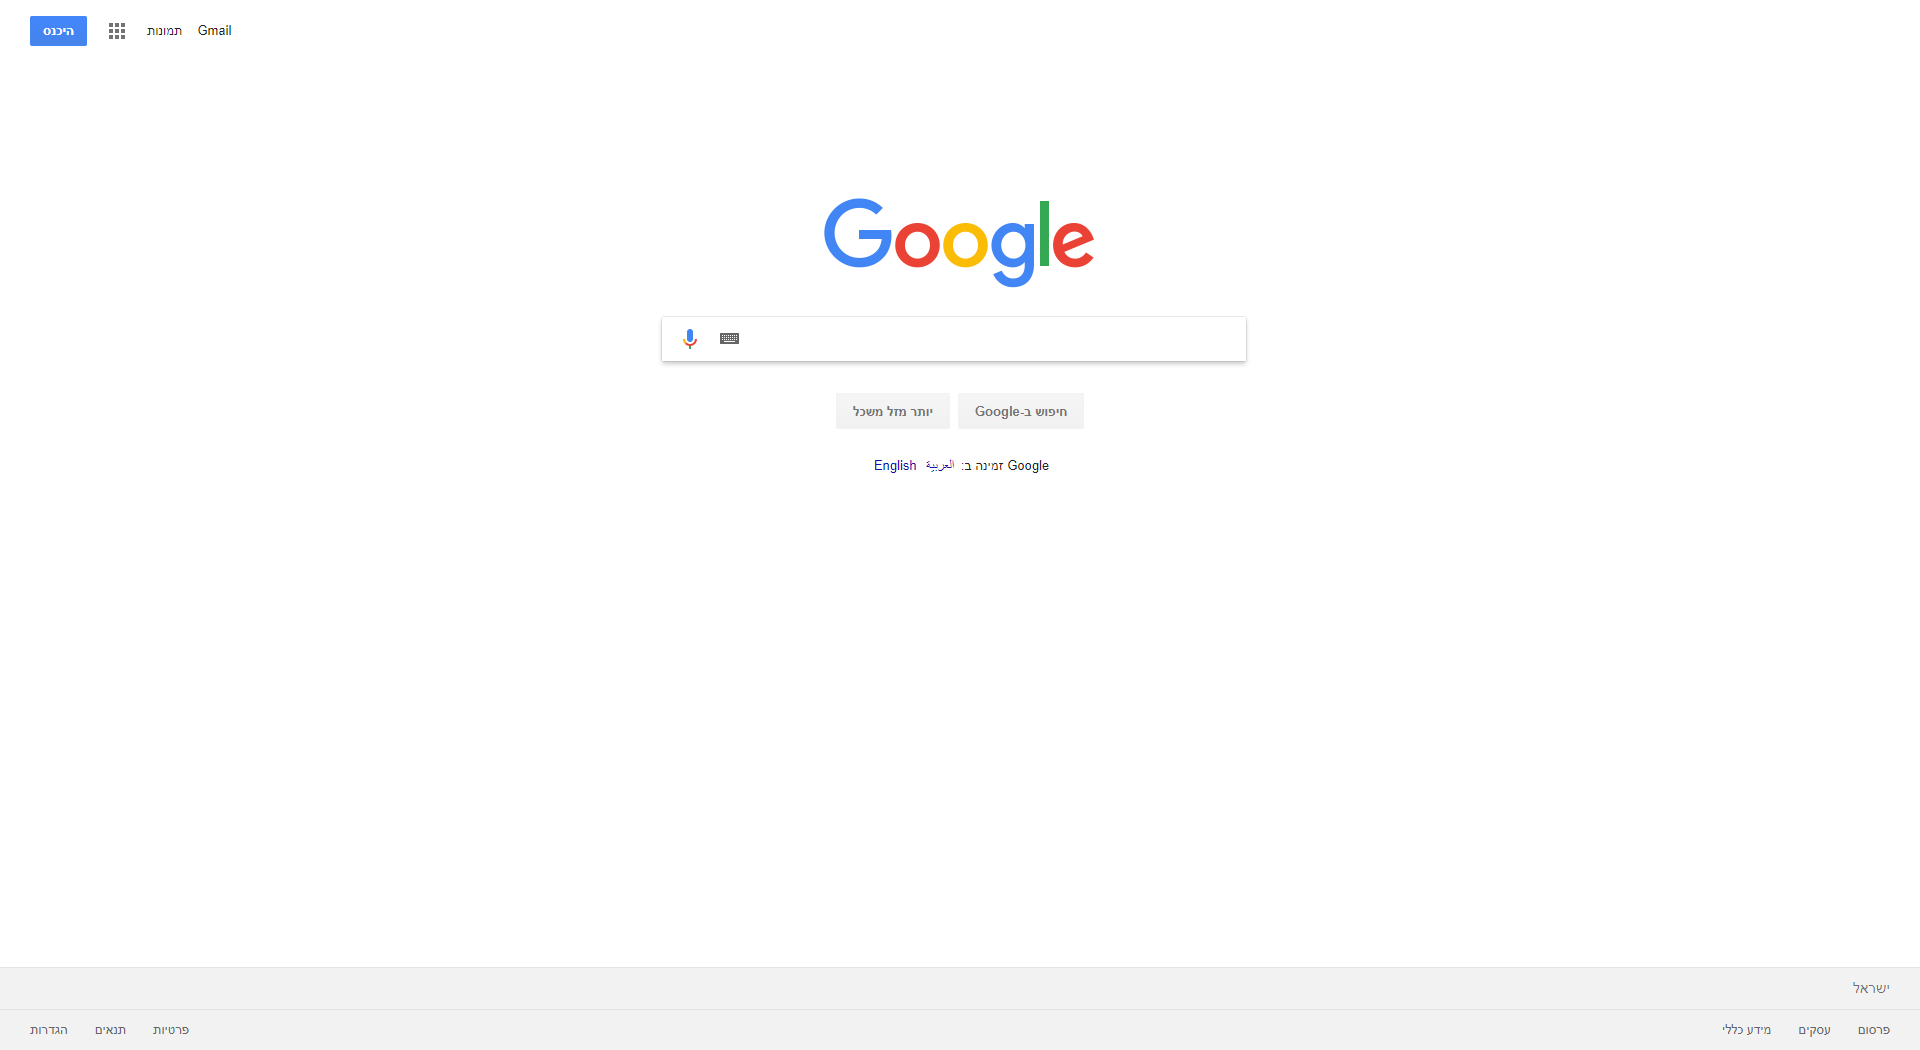 Gmail תמונות היכנס
Google
חיפוש ב-Google יותר מזל משכל
Google זמינה ב: العربية English
ישראל
פרסום עסקים מידע כללי פרטיות תנאים הגדרות